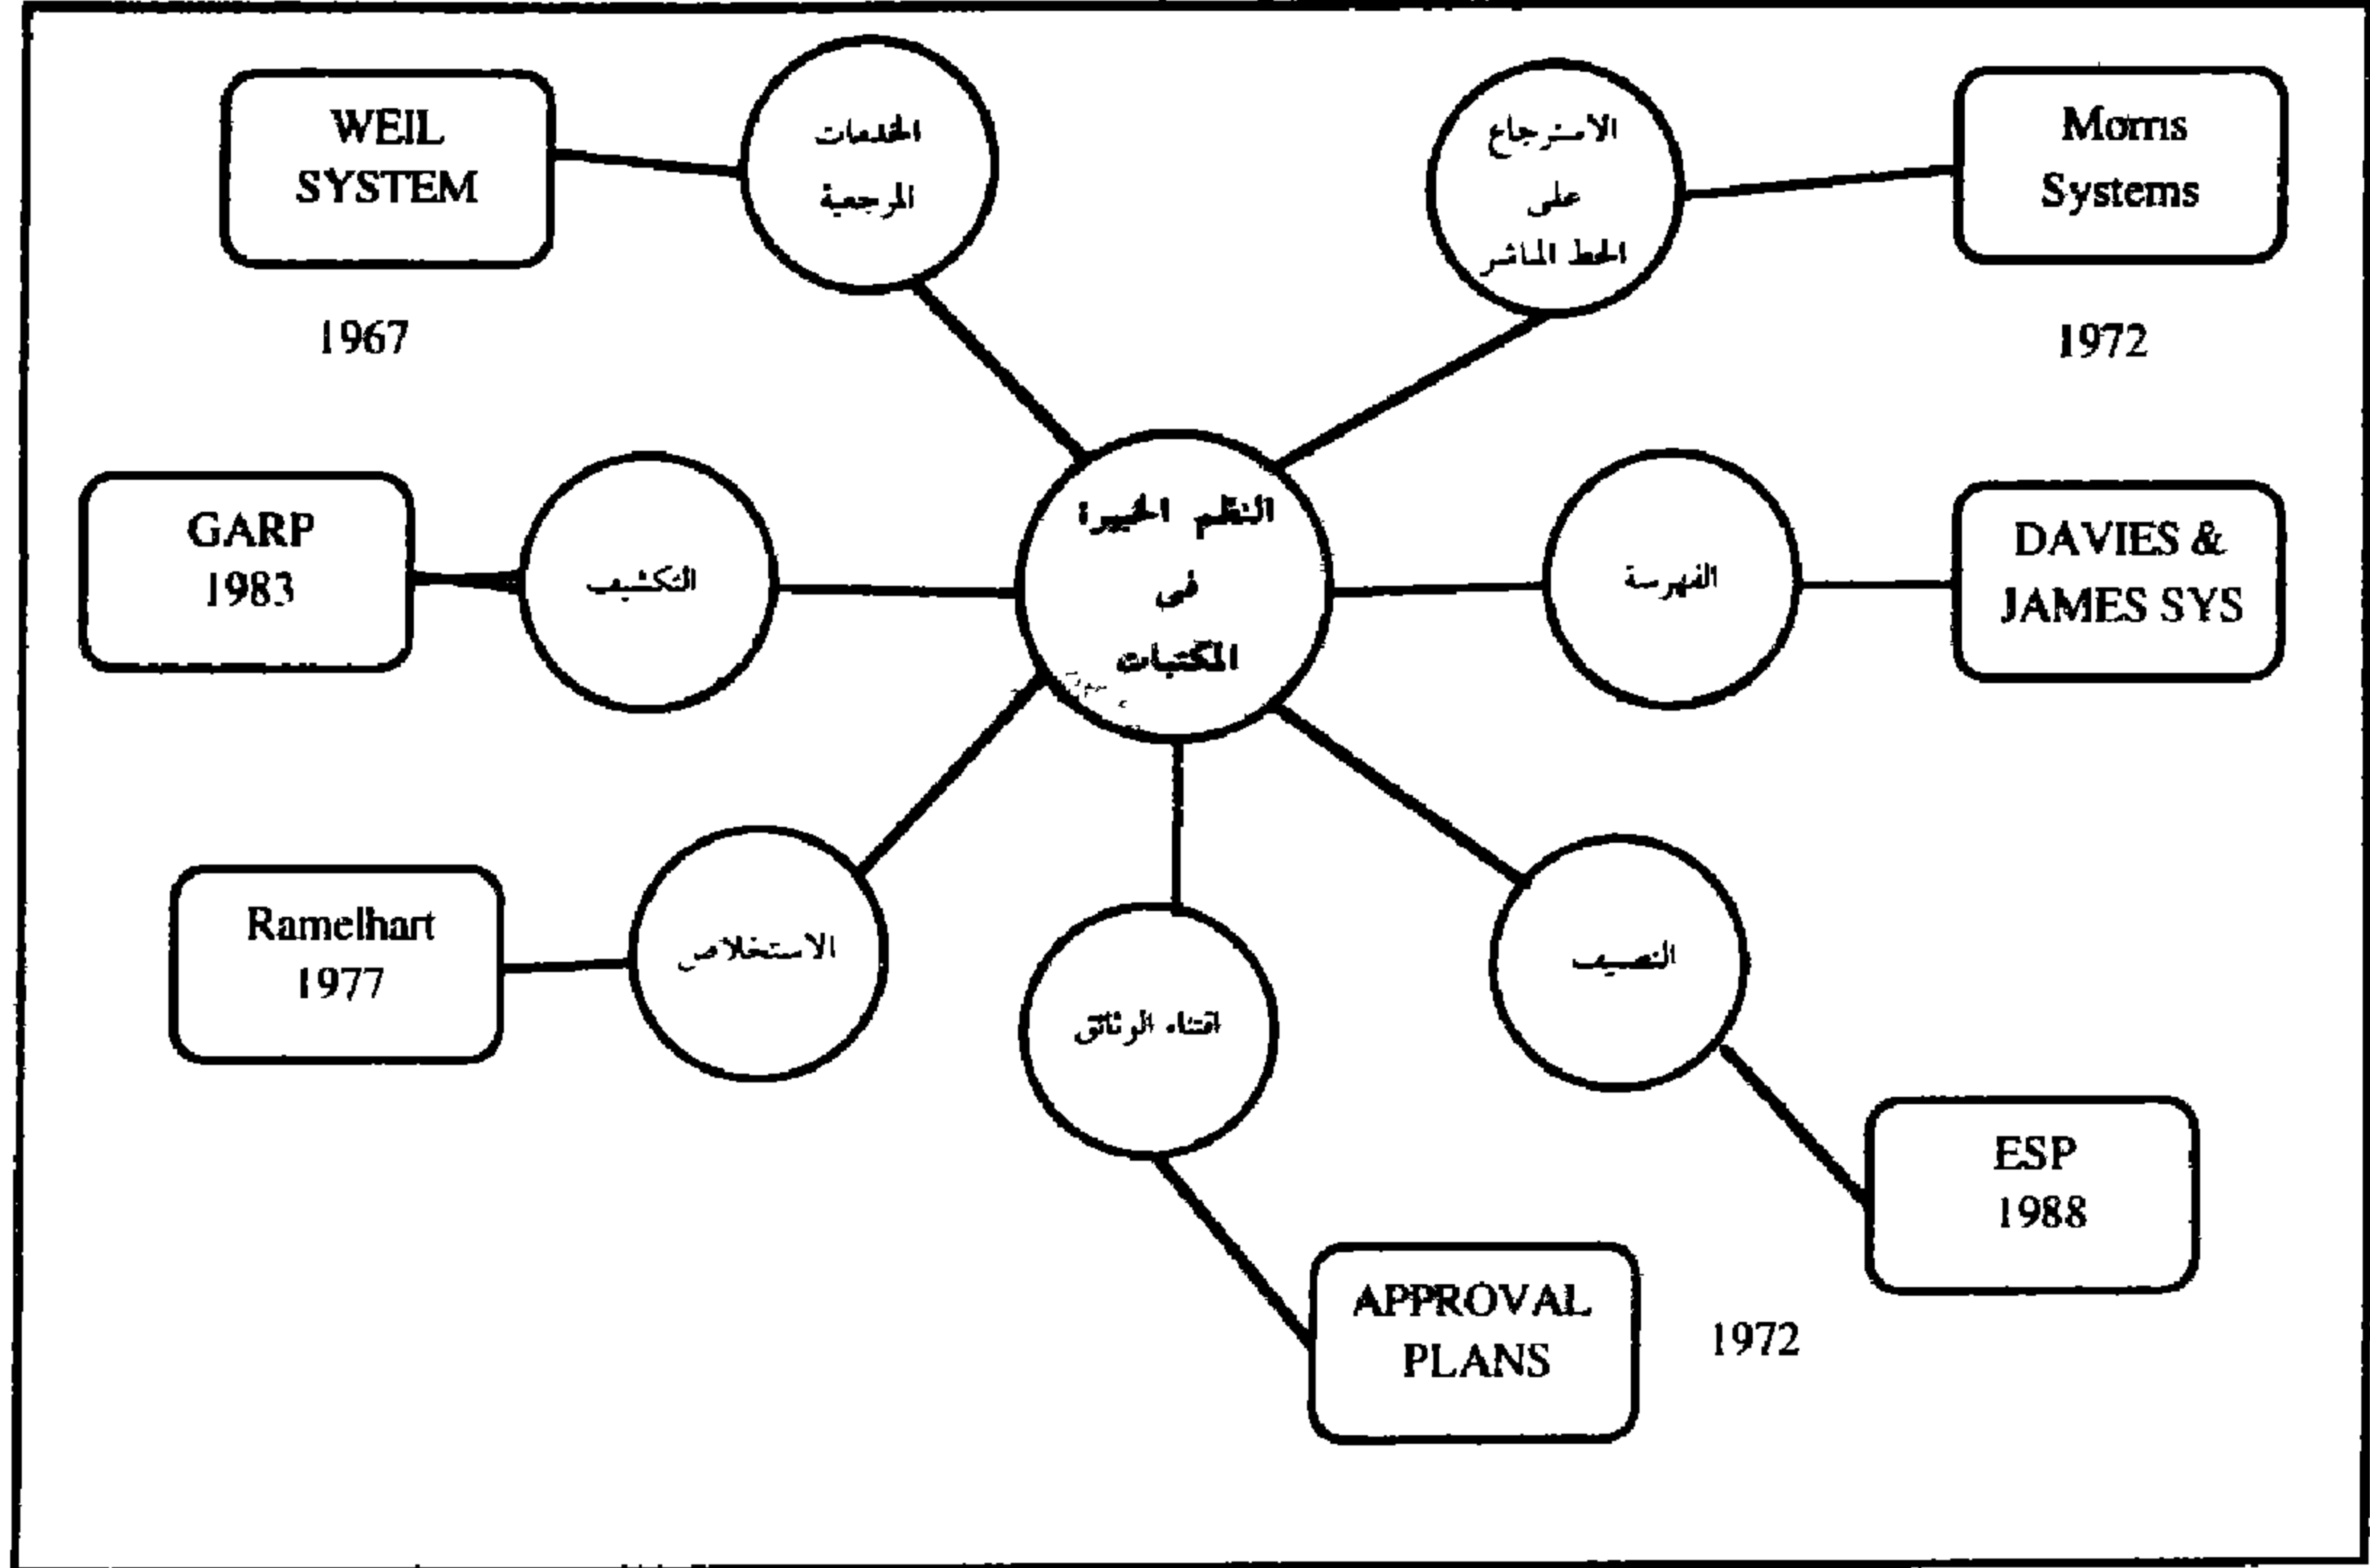 WEIL
SYSTEM
1967
الخدمات
المرجعية
الاسترجاع
على
الخط المباشر
Morris
Systems
1972
GARP
1983
التكشيف
النظم الخبيرة
فى
المكتبات
الفهرسة
DAVIES &
JAMES SYS
Ramelhart
1977
الاستخلاص
اقتناء الوثائق
التصنيف
ESP
1988
APPROVAL
PLANS
1972